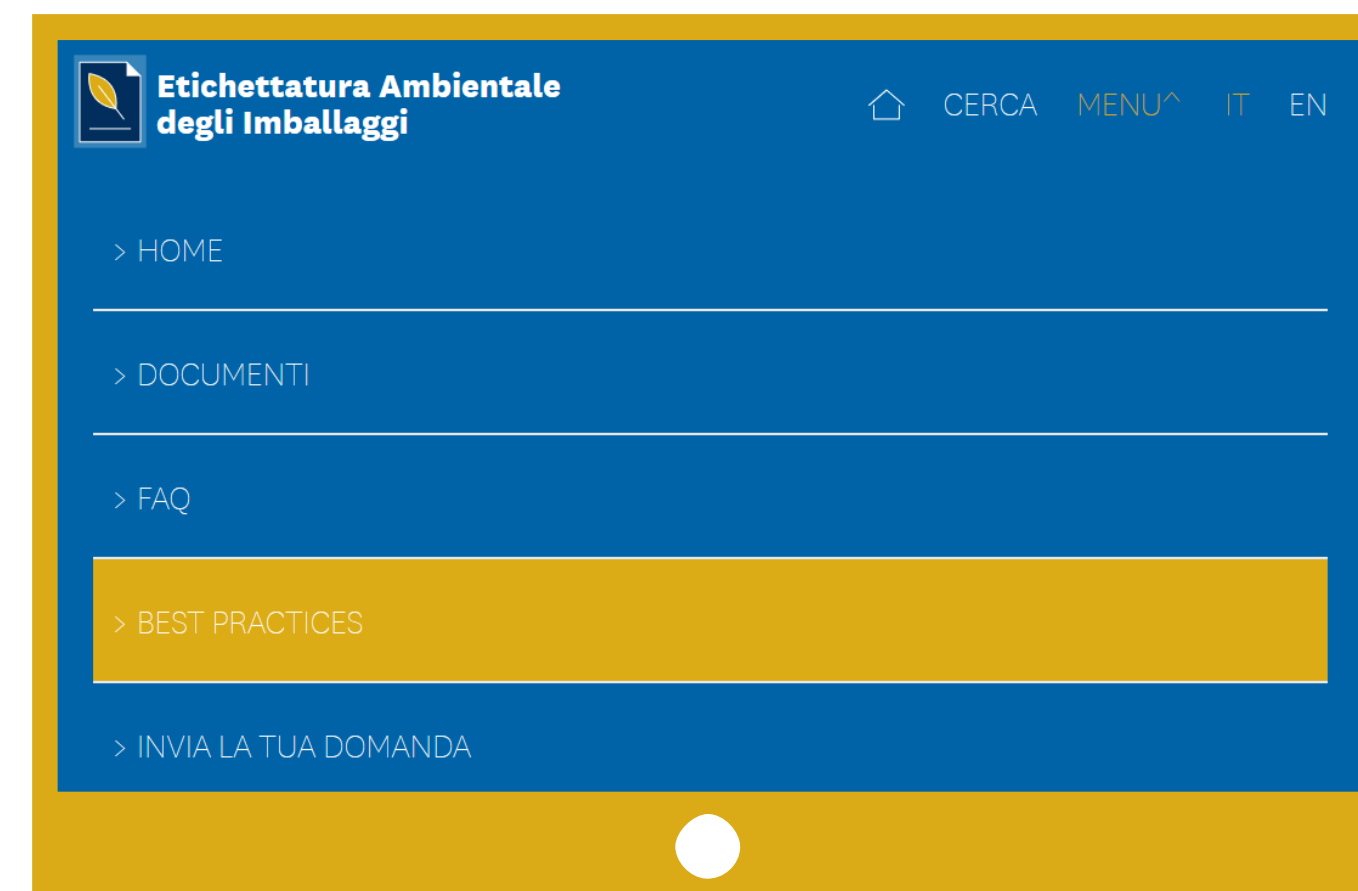 Etichettatura Ambientale
degli Imballaggi
CERCA MENU^ IT EN
> HOME
> DOCUMENTI
> FAQ
> BEST PRACTICES
> INVIA LA TUA DOMANDA